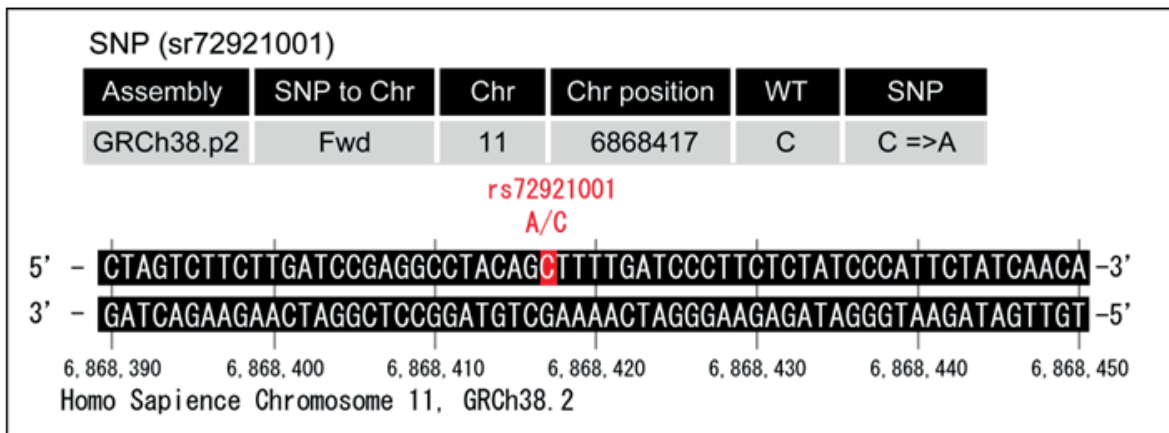 SNP (sr72921001)
Assembly SNP to Chr Chr Chr position WT SNP
GRCh38.p2 Fwd 11 6868417 C C =>A
rs72921001
A/C
5' - CTAGTCTTCTTGATCCGAGGCCTACAGCTTTTGATCCCTTCTCTATCCCATTCTATCAACA -3'
3' - GATCAGAAGAACTAGGCTCCGGATGTCGAAAACTAGGGAAGAGATAGGGTAAGATAGTTGT -5'
6,868,390 6,868,400 6,868,410 6,868,420 6,868,430 6,868,440 6,868,450
Homo Sapience Chromosome 11, GRCh38.2